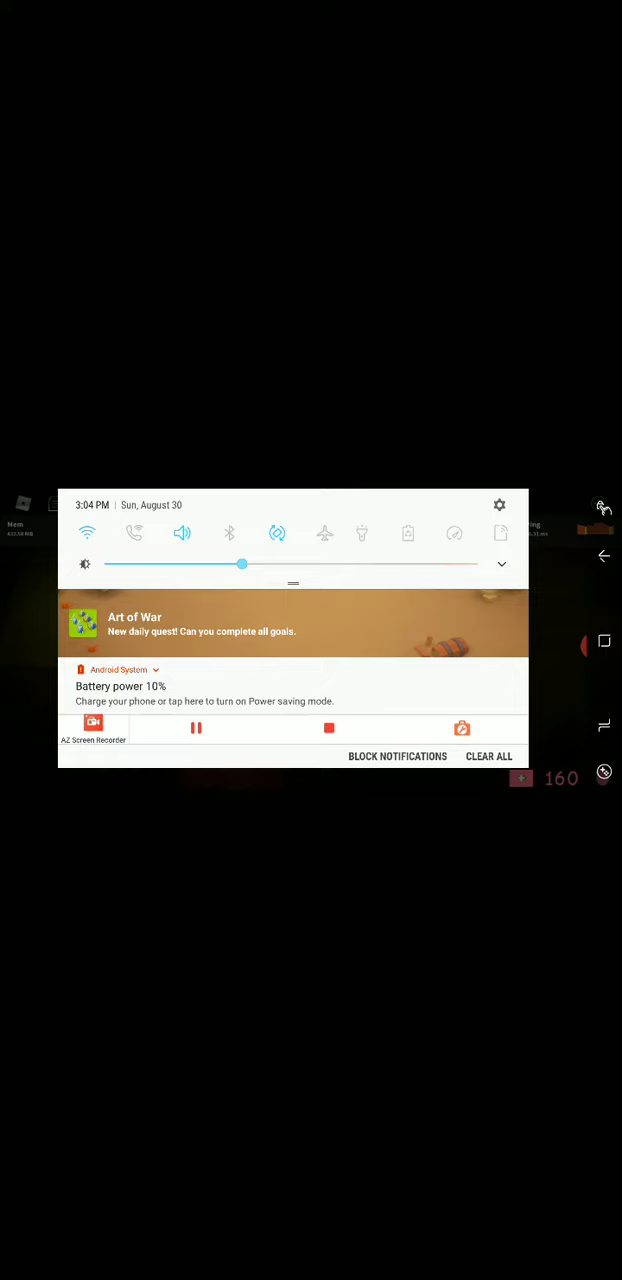 3:04 PM | Sun, August 30
Mem
Art of War
New daily quest! Can you complete all goals.
Android System
Battery power 10%
Charge your phone or tap here to turn on Power saving mode.
AZ Screen Recorder
BLOCK NOTIFICATIONS CLEAR ALL
160